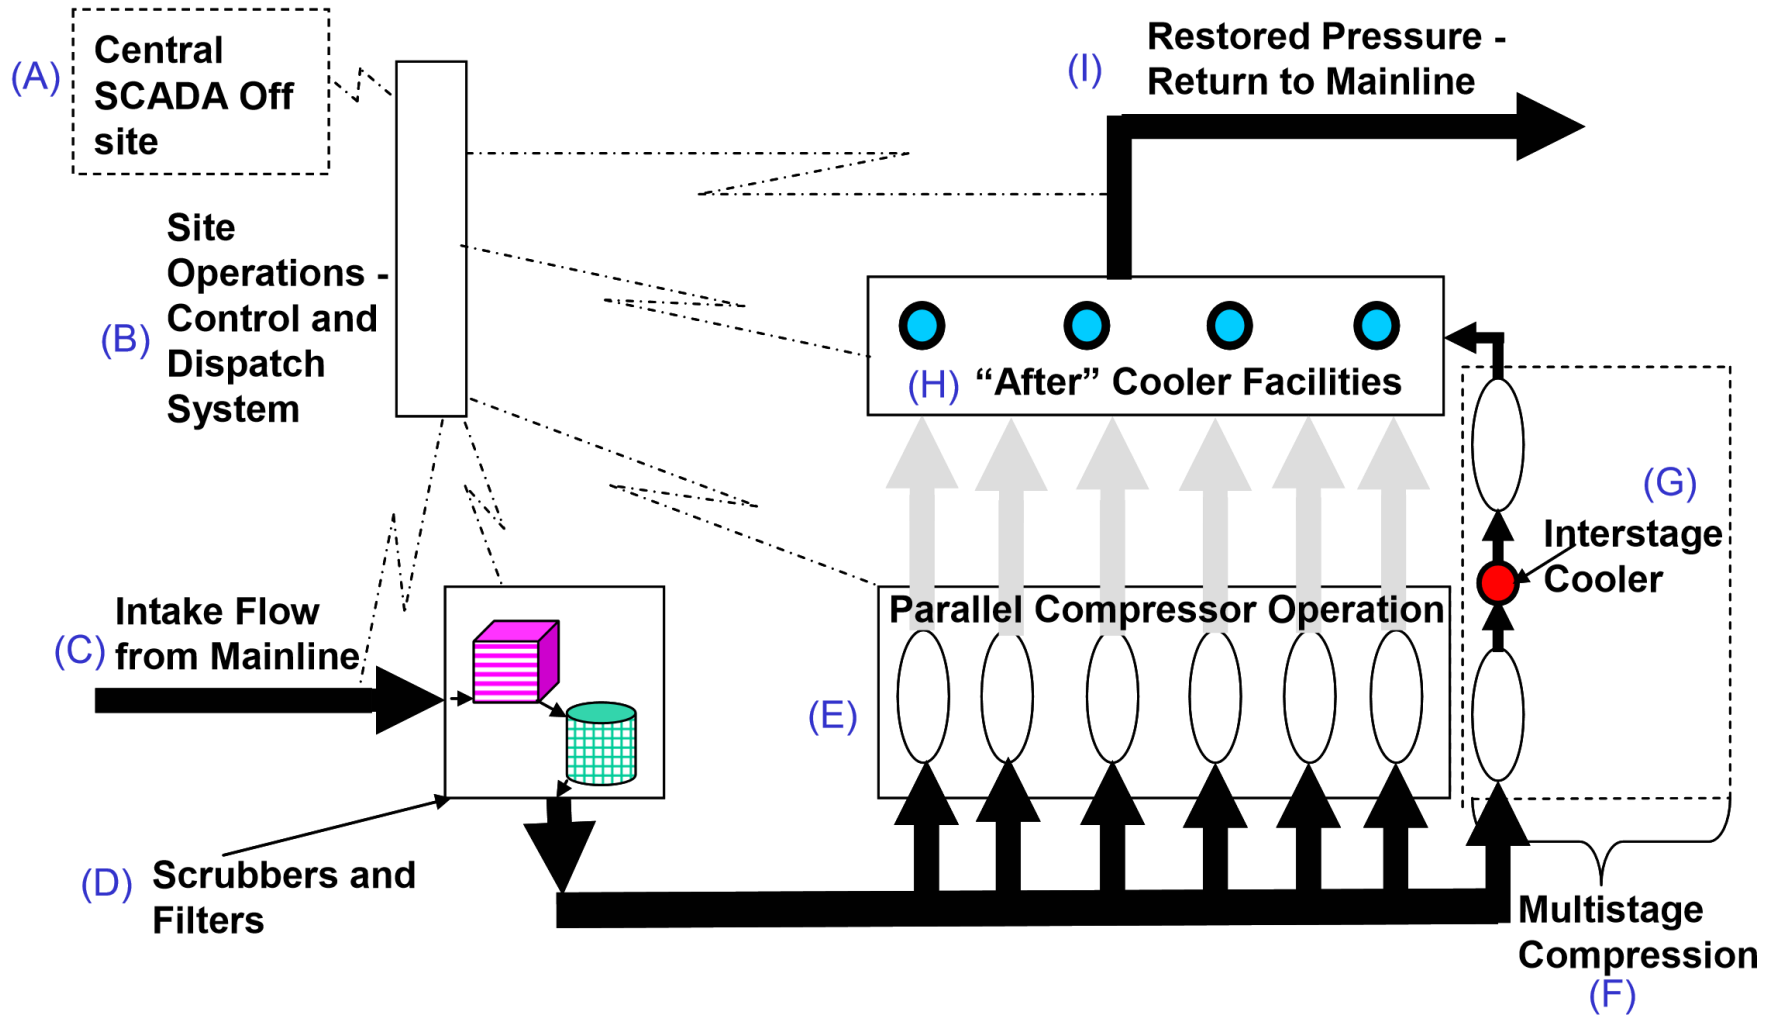 (A)
Central
SCADA Off
site
(I)
Restored Pressure -
Return to Mainline
(B)
Site
Operations -
Control and
Dispatch
System
(H) “After” Cooler Facilities
(G)
Interstage
Cooler
(C)
Intake Flow
from Mainline
Parallel Compressor Operation
(E)
(D)
Scrubbers and
Filters
Multistage
Compression
(F)